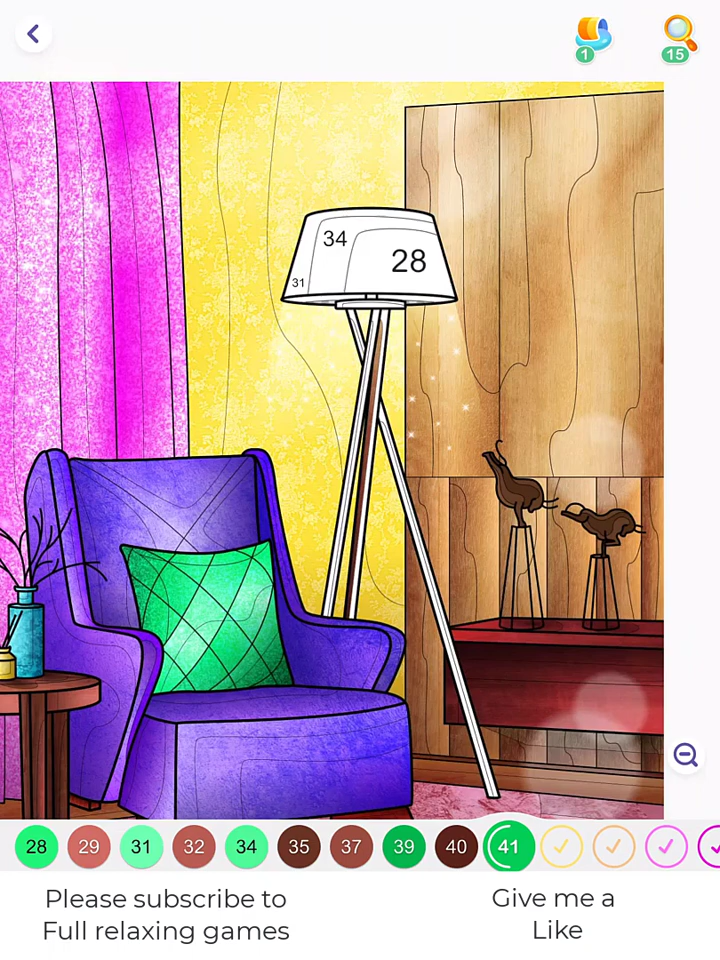 1
15
34
28
31
28 29 31 32 34 35 37 39 40 41
Please subscribe to
Full relaxing games
Give me a
Like